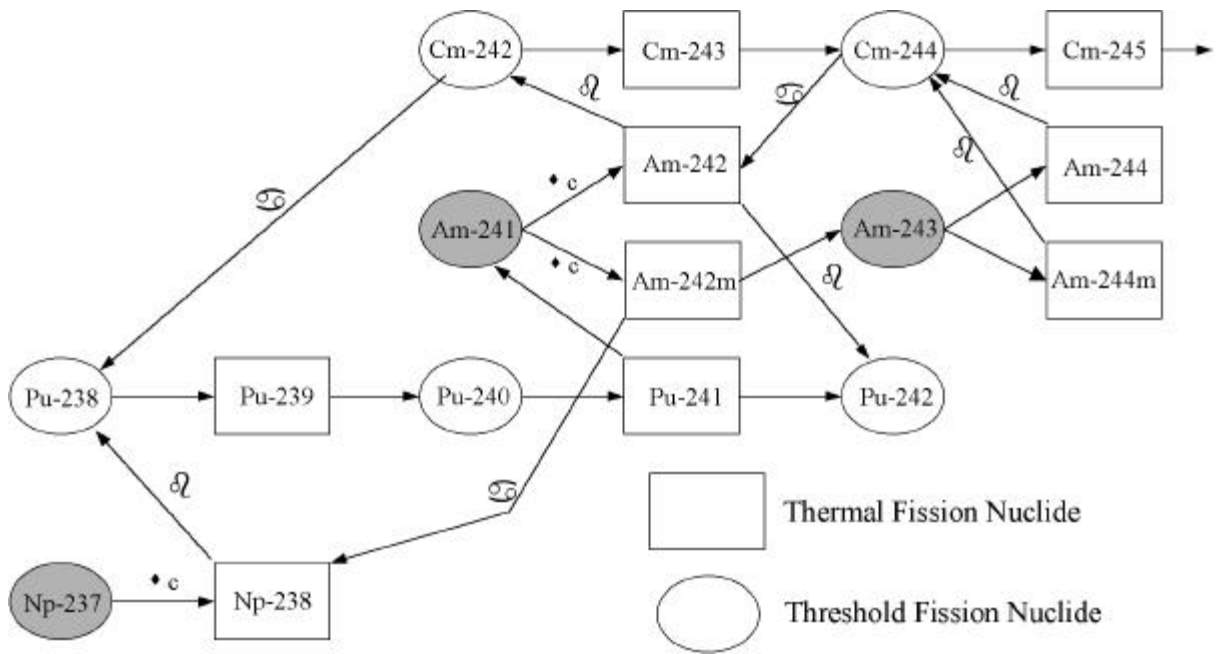 Cm-242
Cm-243
Cm-244
Cm-245
♌
♋
♌
Am-242
♌
Am-244
♋
♦ c
Am-241
Am-243
♦ c
Am-242m
♌
Am-244m
Pu-238
Pu-239
Pu-240
Pu-241
Pu-242
♌
♋
Thermal Fission Nuclide
Np-237
♦ c
Np-238
Threshold Fission Nuclide